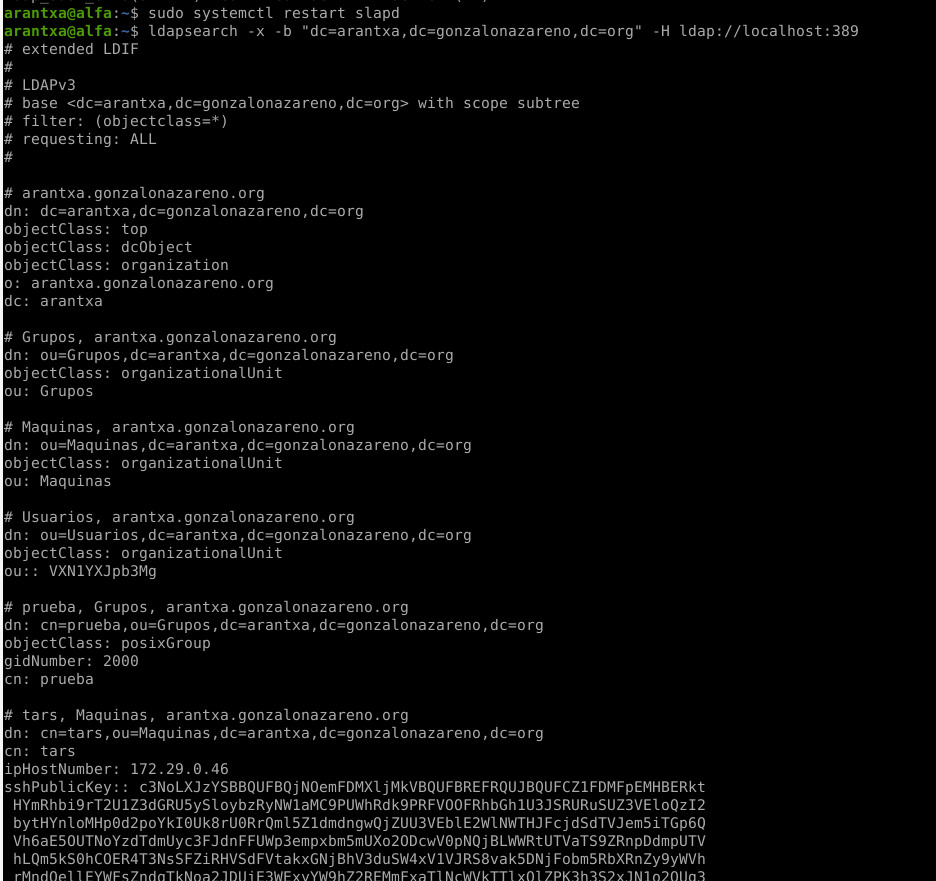 arantxa@alfa:~$ sudo systemctl restart slapd
arantxa@alfa:~$ ldapsearch -x -b "dc=arantxa,dc=gonzalonazareno,dc=org" -H ldap://localhost:389
# extended LDIF
#
# LDAPv3
# base <dc=arantxa,dc=gonzalonazareno,dc=org> with scope subtree
# filter: (objectclass=*)
# requesting: ALL
#

# arantxa.gonzalonazareno.org
dn: dc=arantxa,dc=gonzalonazareno,dc=org
objectClass: top
objectClass: dcObject
objectClass: organization
o: arantxa.gonzalonazareno.org
dc: arantxa

# Grupos, arantxa.gonzalonazareno.org
dn: ou=Grupos,dc=arantxa,dc=gonzalonazareno,dc=org
objectClass: organizationalUnit
ou: Grupos

# Maquinas, arantxa.gonzalonazareno.org
dn: ou=Maquinas,dc=arantxa,dc=gonzalonazareno,dc=org
objectClass: organizationalUnit
ou: Maquinas

# Usuarios, arantxa.gonzalonazareno.org
dn: ou=Usuarios,dc=arantxa,dc=gonzalonazareno,dc=org
objectClass: organizationalUnit
ou:: VXN1YXJpb3Mg

# prueba, Grupos, arantxa.gonzalonazareno.org
dn: cn=prueba,ou=Grupos,dc=arantxa,dc=gonzalonazareno,dc=org
objectClass: posixGroup
gidNumber: 2000
cn: prueba

# tars, Maquinas, arantxa.gonzalonazareno.org
dn: cn=tars,ou=Maquinas,dc=arantxa,dc=gonzalonazareno,dc=org
cn: tars
ipHostNumber: 172.29.0.46
sshPublicKey:: c3NoLXJzYSBBQUFBQjNOemFDMXljMkVBQUFBREFRQUJBQUFCZ1FDMFpEMHBERkt
HYmRhbi9rT2U1Z3dGRU5ySloybzRyNW1aMC9PUWhRdk9PRFVOOFRhbGh1U3JSRURuSUZ3VEloQzI2
bytHYnloMHp0d2poYkI0Uk8rU0RrQml5Z1dmdngwQjZUU3VEblE2WlNWTHJFcjdSdTVJem5iTGp6Q
Vh6aE5OUTNoYzdTdmUyc3FJdnFFUWp3empxbm5mUXo2ODcwV0pNQjBLWWRtUTVaTS9ZRnpDdmpUTV